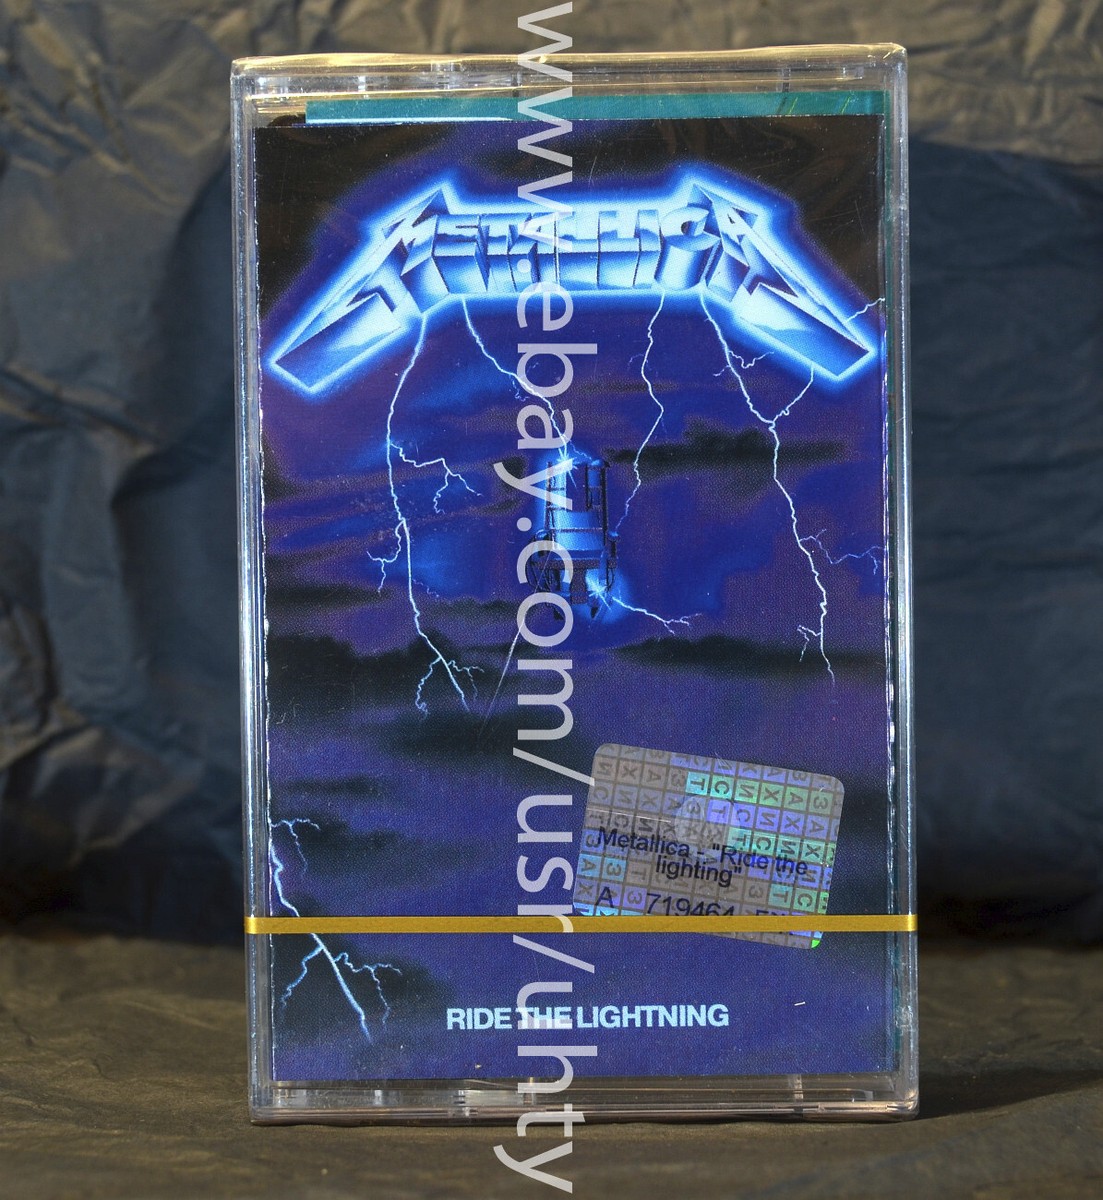 METALLICA
Metallica - "Ride the
lighting"
A 719464
RIDE THE LIGHTNING
www.ebay.com/usr/uhty